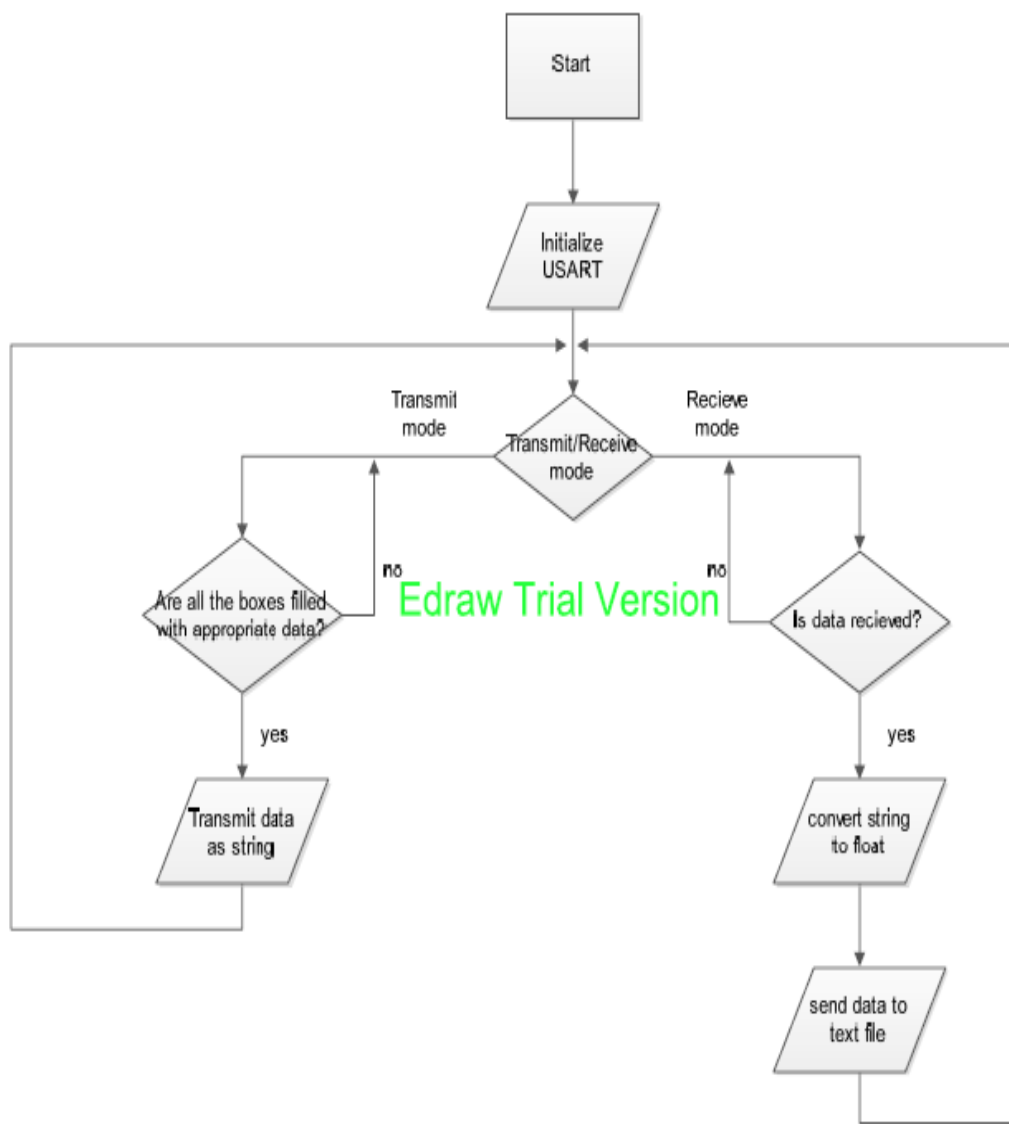 Start
Initialize
USART
Transmit
mode
Recieve
mode
Transmit/Receive
mode
no
no
Edraw Trial Version
Are all the boxes filled
with appropriate data?
Is data recieved?
yes
yes
Transmit data
as string
convert string
to float
send data to
text file